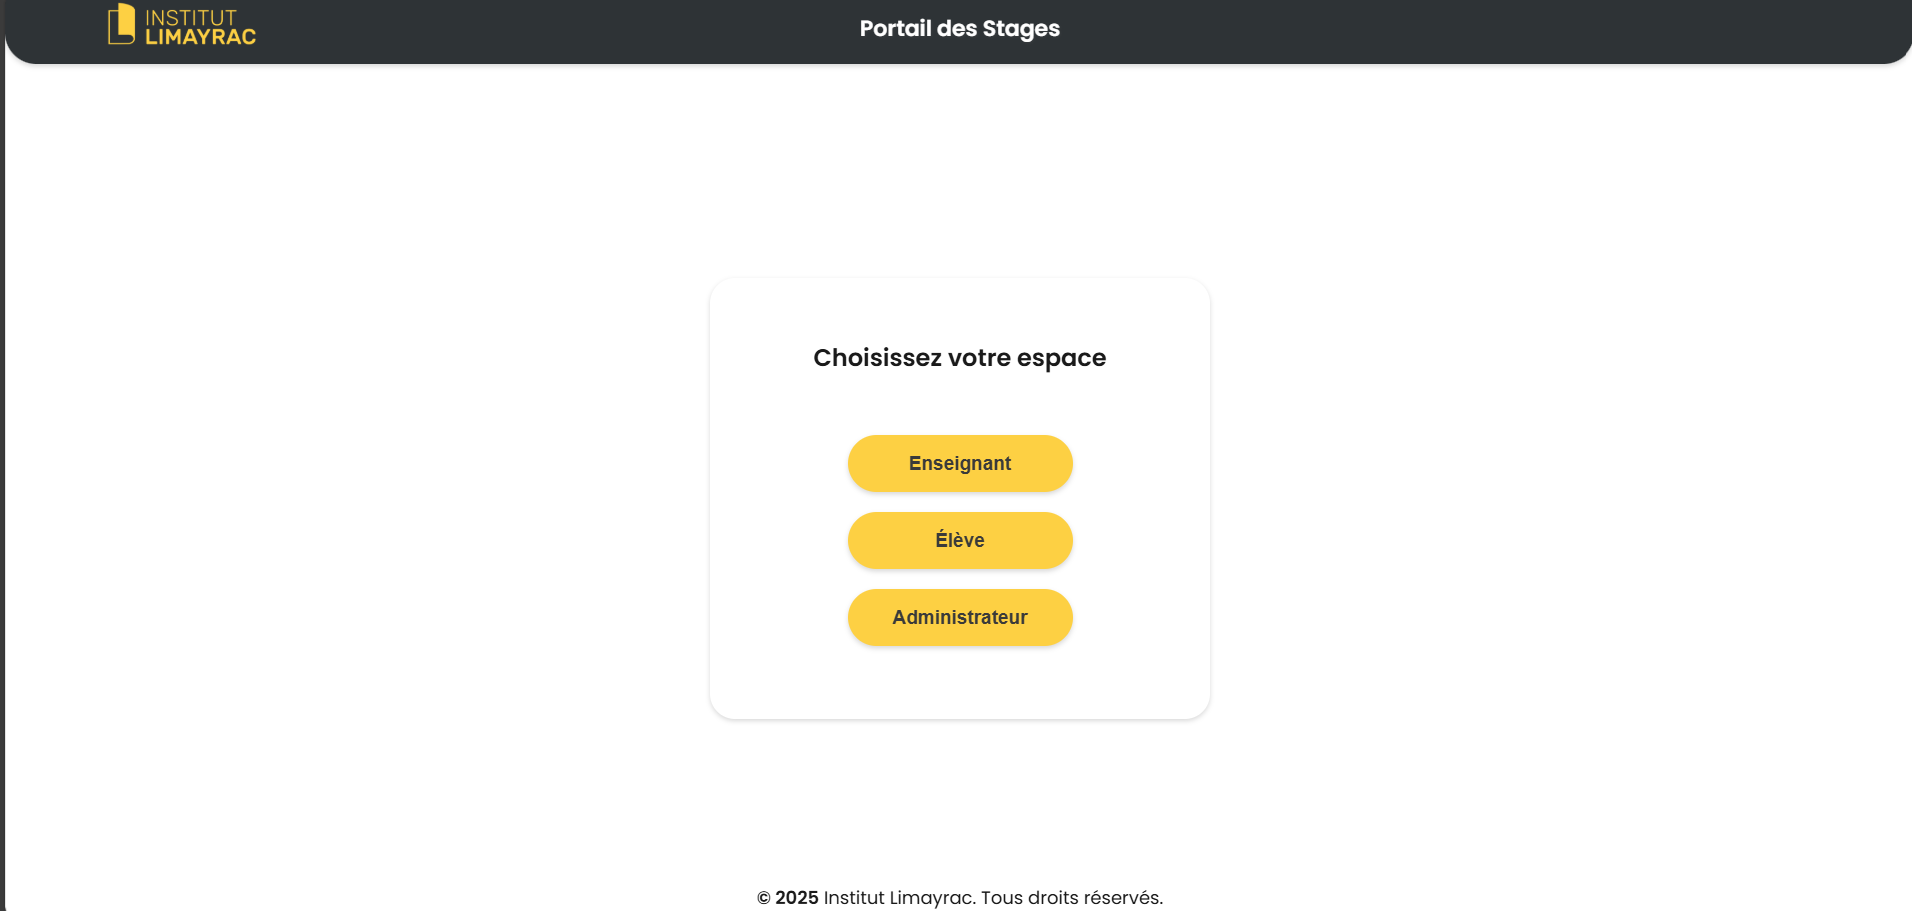 INSTITUT
LIMAYRAC
Portail des Stages
Choisissez votre espace
Enseignant
Élève
Administrateur
© 2025 Institut Limayrac. Tous droits réservés.